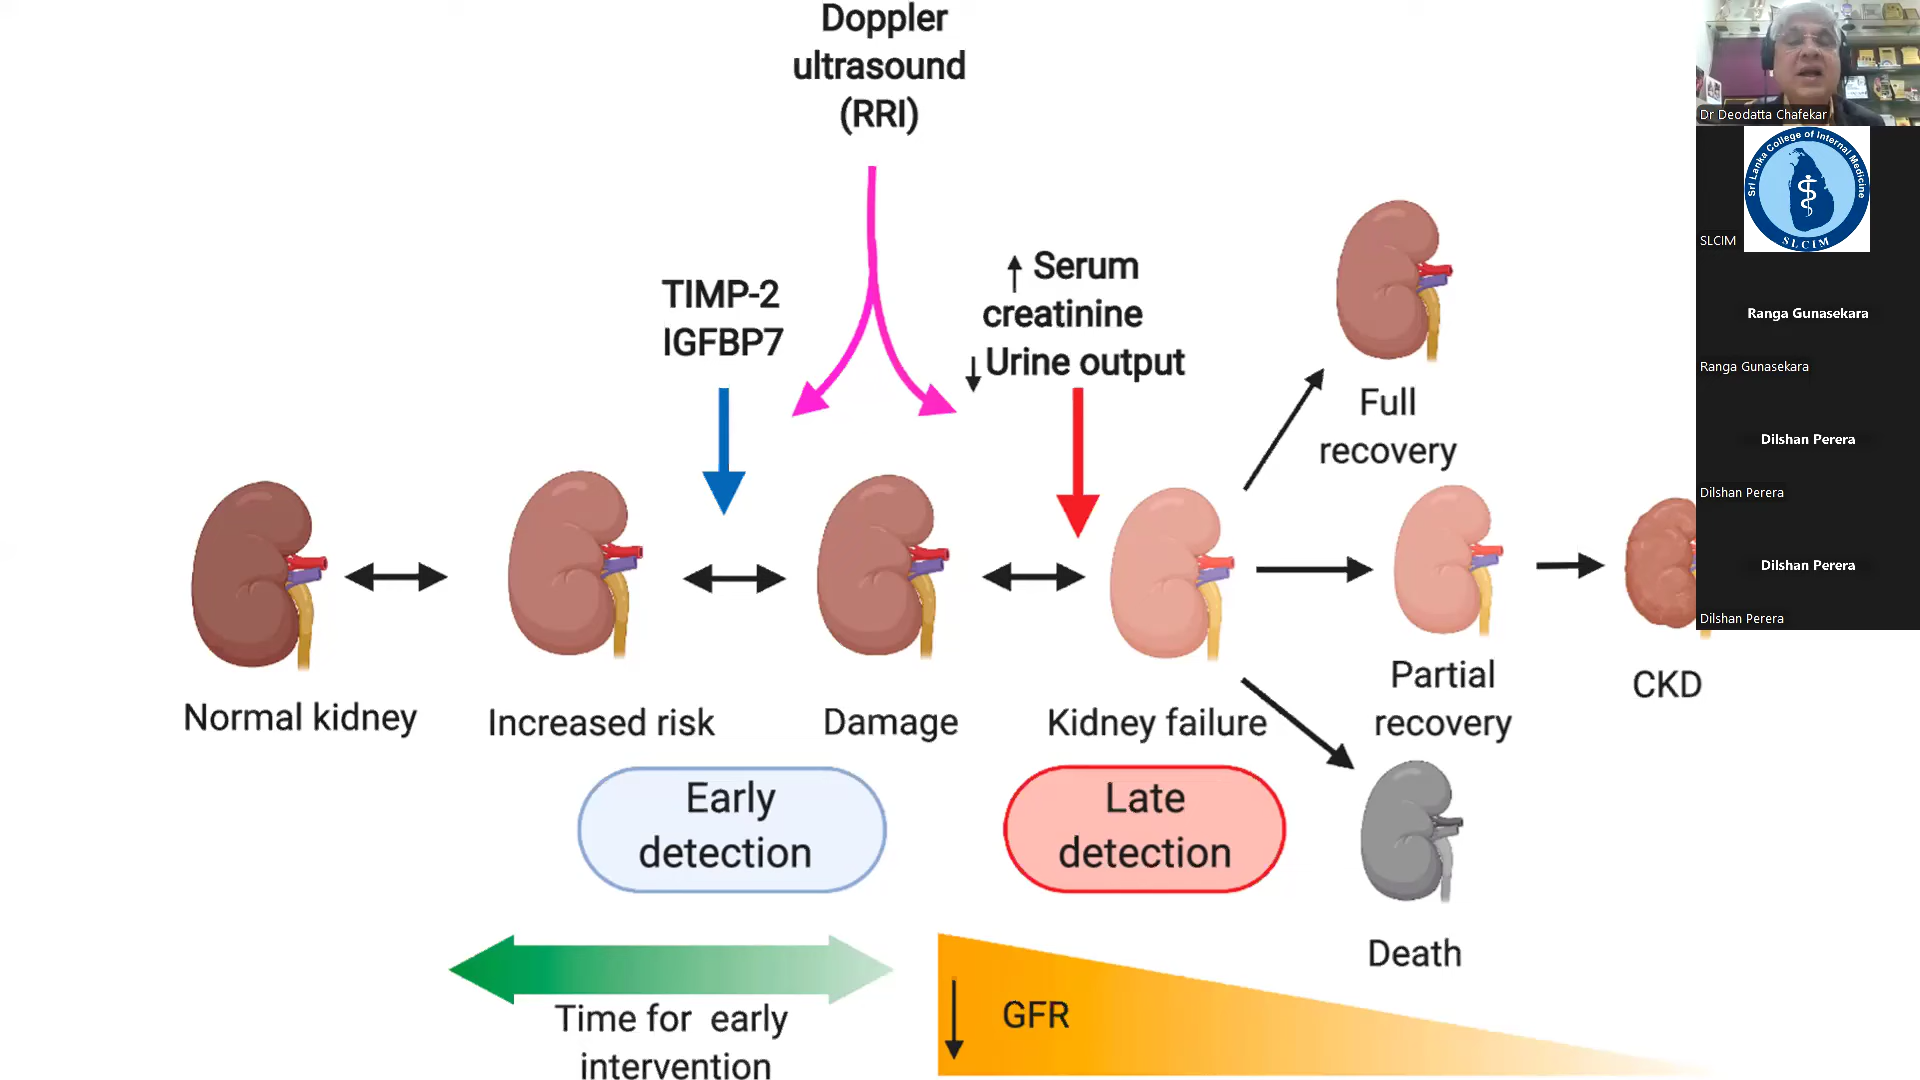 Doppler
ultrasound
(RRI)
TIMP-2
IGFBP7
↑ Serum
creatinine
↓ Urine output
Full
recovery
Normal kidney
Increased risk
Damage
Kidney failure
Partial
recovery
CKD
Early
detection
Late
detection
Death
Time for early
intervention
↓ GFR
Dr Deodatta Chafekar
Sri Lanka College of Internal Medicine
SLCIM
SLCIM
Ranga Gunasekara
Ranga Gunasekara
Dilshan Perera
Dilshan Perera
Dilshan Perera
Dilshan Perera